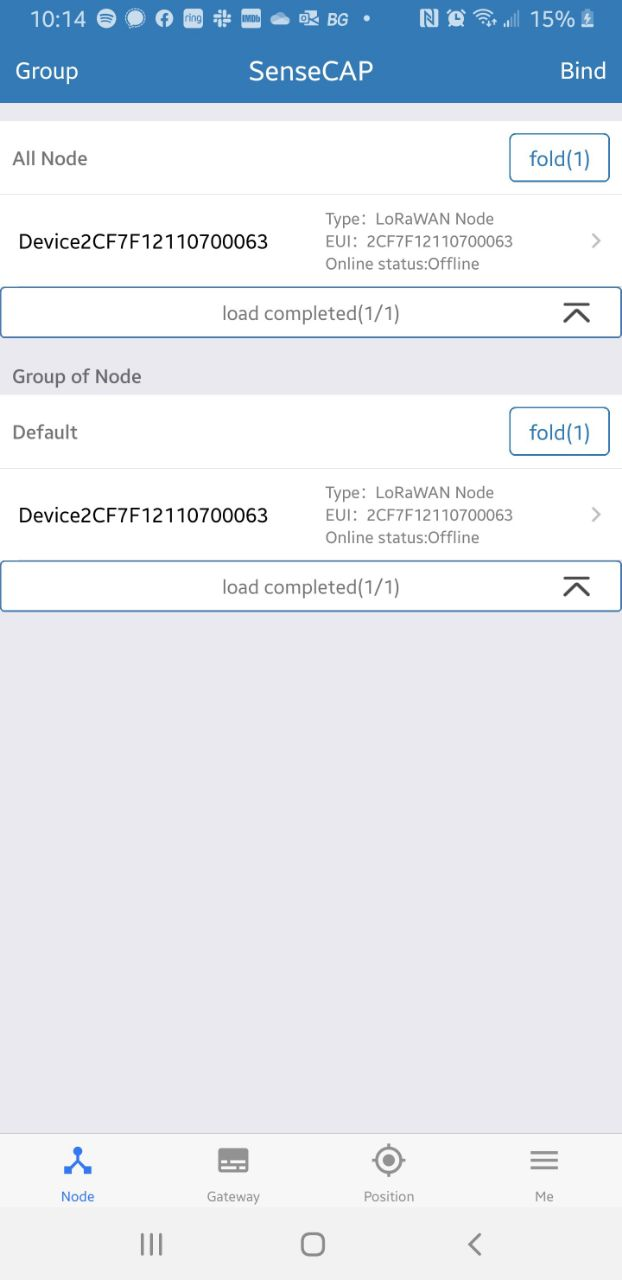 10:14 ring IMDb BG 15%
Group SenseCAP Bind
All Node fold(1)
Type: LoRaWAN Node
Device2CF7F12110700063 EUI: 2CF7F12110700063
Online status:Offline
load completed(1/1)
Group of Node
Default fold(1)
Type: LoRaWAN Node
Device2CF7F12110700063 EUI: 2CF7F12110700063
Online status:Offline
load completed(1/1)
Node Gateway Position Me